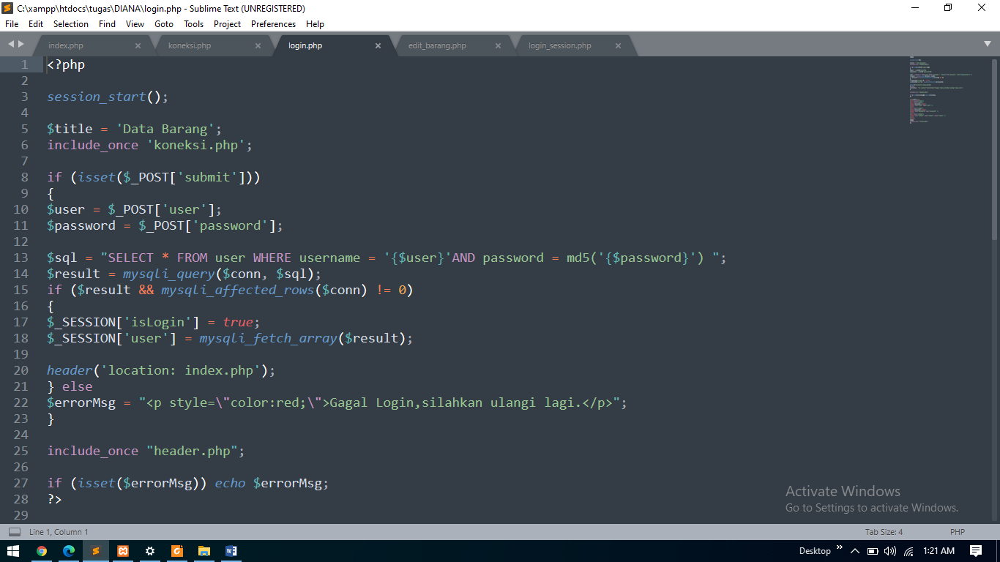 C:\xampp\htdocs\tugas\DIANA\login.php - Sublime Text (UNREGISTERED)
File Edit Selection Find View Goto Tools Project Preferences Help
index.php koneksi.php login.php edit_barang.php login_session.php
1 <?php
2
3 session_start();
4
5 $title = 'Data Barang';
6 include_once 'koneksi.php';
7
8 if (isset($_POST['submit']))
9 {
10 $user = $_POST['user'];
11 $password = $_POST['password'];
12
13 $sql = "SELECT * FROM user WHERE username = '{$user}'AND password = md5('{$password}') ";
14 $result = mysqli_query($conn, $sql);
15 if ($result && mysqli_affected_rows($conn) != 0)
16 {
17 $_SESSION['isLogin'] = true;
18 $_SESSION['user'] = mysqli_fetch_array($result);
19
20 header('location: index.php');
21 } else
22 $errorMsg = "<p style=\"color:red;\">Gagal Login,silahkan ulangi lagi.</p>";
23 }
24
25 include_once "header.php";
26
27 if (isset($errorMsg)) echo $errorMsg;
28 ?>
29
Activate Windows
Go to Settings to activate Windows.
Line 1, Column 1 Tab Size: 4 PHP
Desktop 1:21 AM